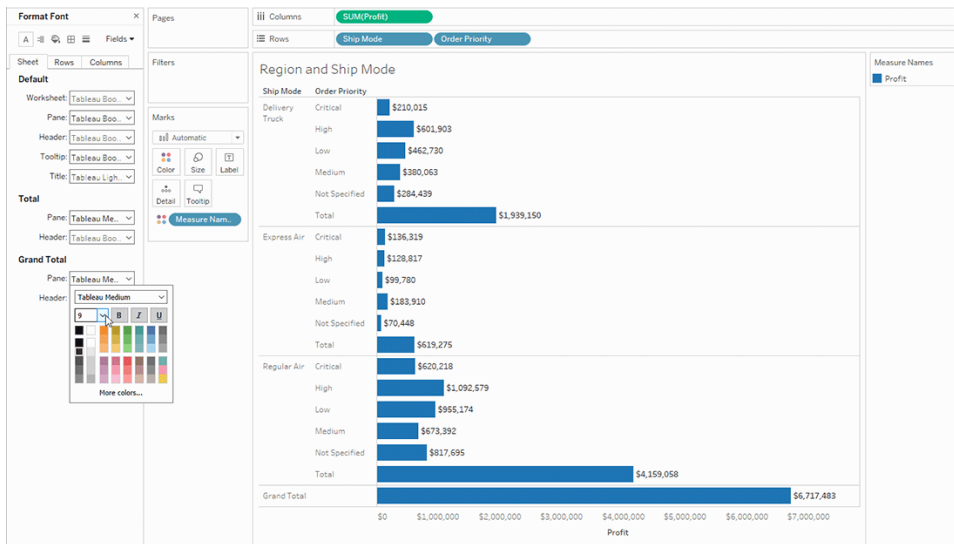 Format Font
×
Fields
Sheet Rows Columns
Default
Worksheet: Tableau Boo..
Pane: Tableau Boo..
Header: Tableau Boo..
Tooltip: Tableau Boo..
Title: Tableau Ligh..
Total
Pane: Tableau Me..
Header: Tableau Boo..
Grand Total
Pane: Tableau Me..
Header:
Tableau Medium
9 B I U
More colors...
Pages
Filters
Marks
Automatic
Color Size Label
Detail Tooltip
Measure Nam..
Columns SUM(Profit)
Rows Ship Mode Order Priority
Region and Ship Mode
Ship Mode Order Priority
Delivery Truck Critical $210,015
High $601,903
Low $462,730
Medium $380,063
Not Specified $284,439
Total $1,939,150
Express Air Critical $136,319
High $128,817
Low $99,780
Medium $183,910
Not Specified $70,448
Total $619,275
Regular Air Critical $620,218
High $1,092,579
Low $955,174
Medium $673,392
Not Specified $817,695
Total $4,159,058
Grand Total $6,717,483
$0 $1,000,000 $2,000,000 $3,000,000 $4,000,000 $5,000,000 $6,000,000 $7,000,000
Profit
Measure Names
Profit